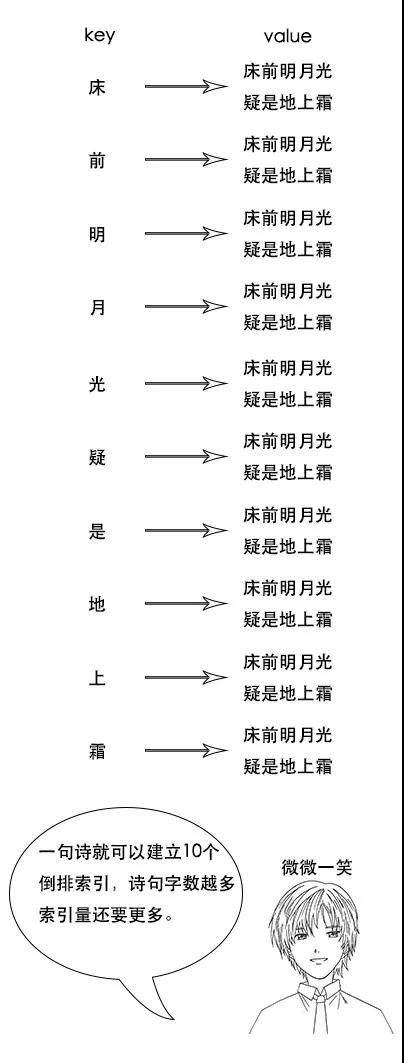 key value
床前明月光
床
疑是地上霜
床前明月光
前
疑是地上霜
床前明月光
明
疑是地上霜
床前明月光
月
疑是地上霜
床前明月光
光
疑是地上霜
床前明月光
疑
疑是地上霜
床前明月光
是
疑是地上霜
床前明月光
地
疑是地上霜
床前明月光
上
疑是地上霜
床前明月光
霜
疑是地上霜
一句诗就可以建立10个
倒排索引，诗句字数越多
索引量还要更多。
微微一笑